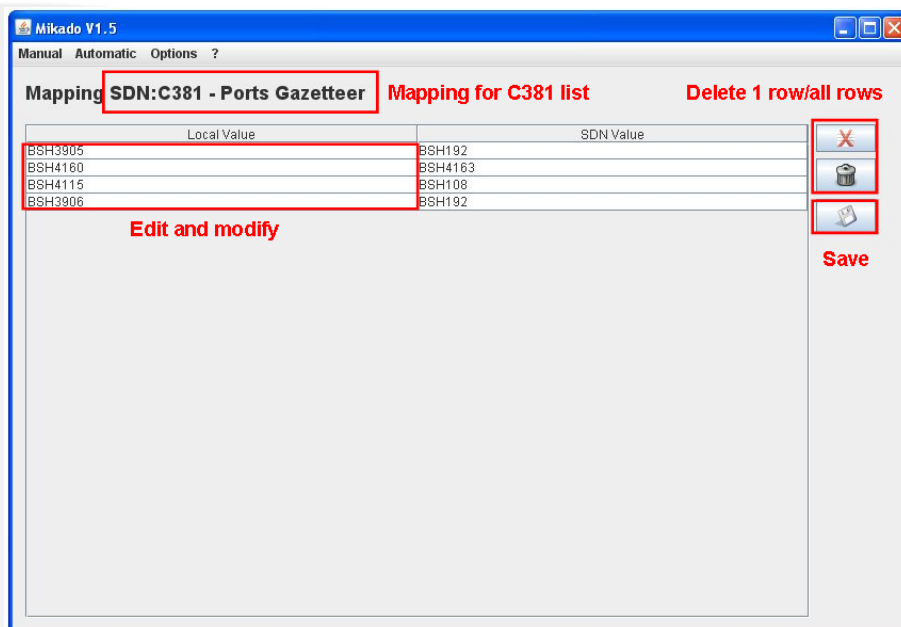 Mikado V1.5
Manual Automatic Options ?
Mapping SDN:C381 - Ports Gazetteer Mapping for C381 list Delete 1 row/all rows
Local Value SDN Value
BSH3905 BSH192
BSH4160 BSH4163
BSH4115 BSH108
BSH3906 BSH192
Edit and modify
Save